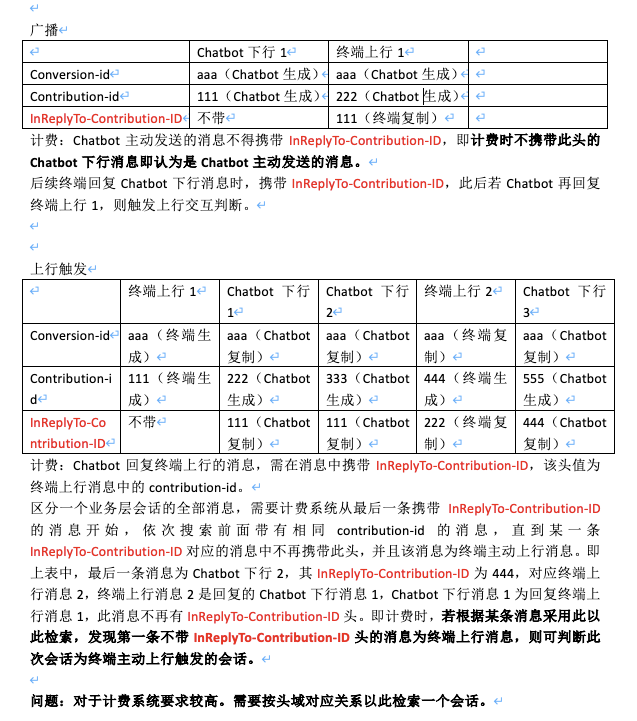 广播
Chatbot 下行 1 终端上行 1
Conversion-id aaa（Chatbot 生成） aaa（Chatbot 生成）
Contribution-id 111（Chatbot 生成） 222（Chatbot 生成）
InReplyTo-Contribution-ID 不带 111（终端复制）
计费：Chatbot 主动发送的消息不得携带 InReplyTo-Contribution-ID，即计费时不携带此头的
Chatbot 下行消息即认为是 Chatbot 主动发送的消息。
后续终端回复 Chatbot 下行消息时，携带 InReplyTo-Contribution-ID，此后若 Chatbot 再回复
终端上行 1，则触发上行交互判断。
上行触发
终端上行 1 Chatbot 下行 Chatbot 下行 终端上行 2 Chatbot 下行
1 2 3
Conversion-id aaa（终端生 aaa（Chatbot aaa（Chatbot aaa（终端复 aaa（Chatbot
成） 复制） 复制） 制） 复制）
Contribution-i 111（终端生 222（Chatbot 333（Chatbot 444（终端生 555（Chatbot
d 成） 生成） 生成） 成） 生成）
InReplyTo-Co 不带 111（Chatbot 111（Chatbot 222（终端复 444（Chatbot
ntribution-ID 复制） 复制） 制） 复制）
计费：Chatbot 回复终端上行的消息，需在消息中携带 InReplyTo-Contribution-ID，该头值为
终端上行消息中的 contribution-id。
区分一个业务层会话的全部消息，需要计费系统从最后一条携带 InReplyTo-Contribution-ID
的消息开始，依次搜索前面带有相同 contribution-id 的消息，直到某一条
InReplyTo-Contribution-ID 对应的消息中不再携带此头，并且该消息为终端主动上行消息。即
上表中，最后一条消息为 Chatbot 下行 2，其 InReplyTo-Contribution-ID 为 444，对应终端上
行消息 2，终端上行消息 2 是回复的 Chatbot 下行消息 1，Chatbot 下行消息 1 为回复终端上
行消息 1，此消息不再有 InReplyTo-Contribution-ID 头。即计费时，若根据某条消息采用此以
此检索，发现第一条不带 InReplyTo-Contribution-ID 头的消息为终端上行消息，则可判断此
次会话为终端主动上行触发的会话。
问题：对于计费系统要求较高。需要按头域对应关系以此检索一个会话。